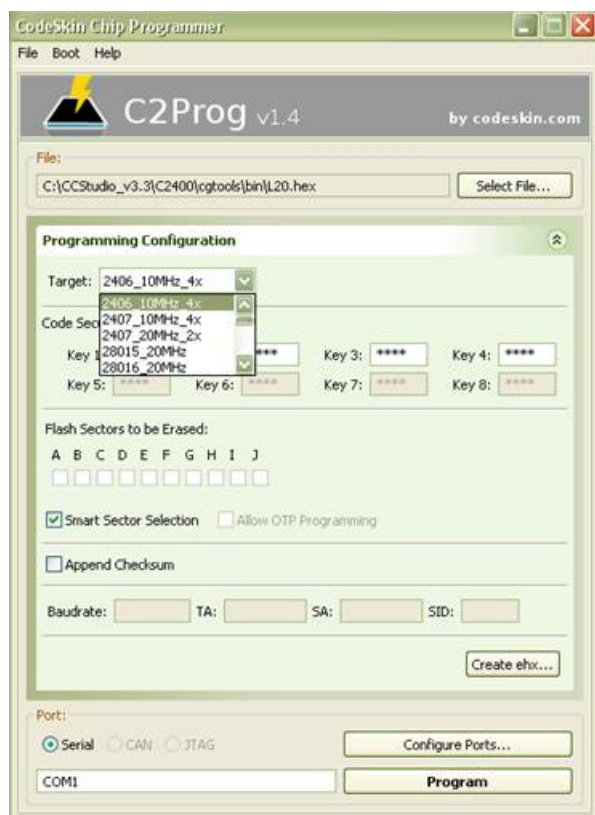 CodeSkin Chip Programmer
File Boot Help
C2Prog v1.4 by codeskin.com
File:
C:\CCStudio_v3.3\C2400\cgtools\bin\L20.hex Select File...
Programming Configuration
Target: 2406_10MHz_4x
2406_10MHz_4x
2407_10MHz_4x
2407_20MHz_2x
28015_20MHz
28016_20MHz
Code Sec
Key *** Key 3: **** Key 4: ****
Key 5: **** Key 6: **** Key 7: **** Key 8: ****
Flash Sectors to be Erased:
A B C D E F G H I J
Smart Sector Selection Allow OTP Programming
Append Checksum
Baudrate: TA: SA: SID:
Create ehx...
Port:
Serial CAN JTAG Configure Ports...
COM1 Program